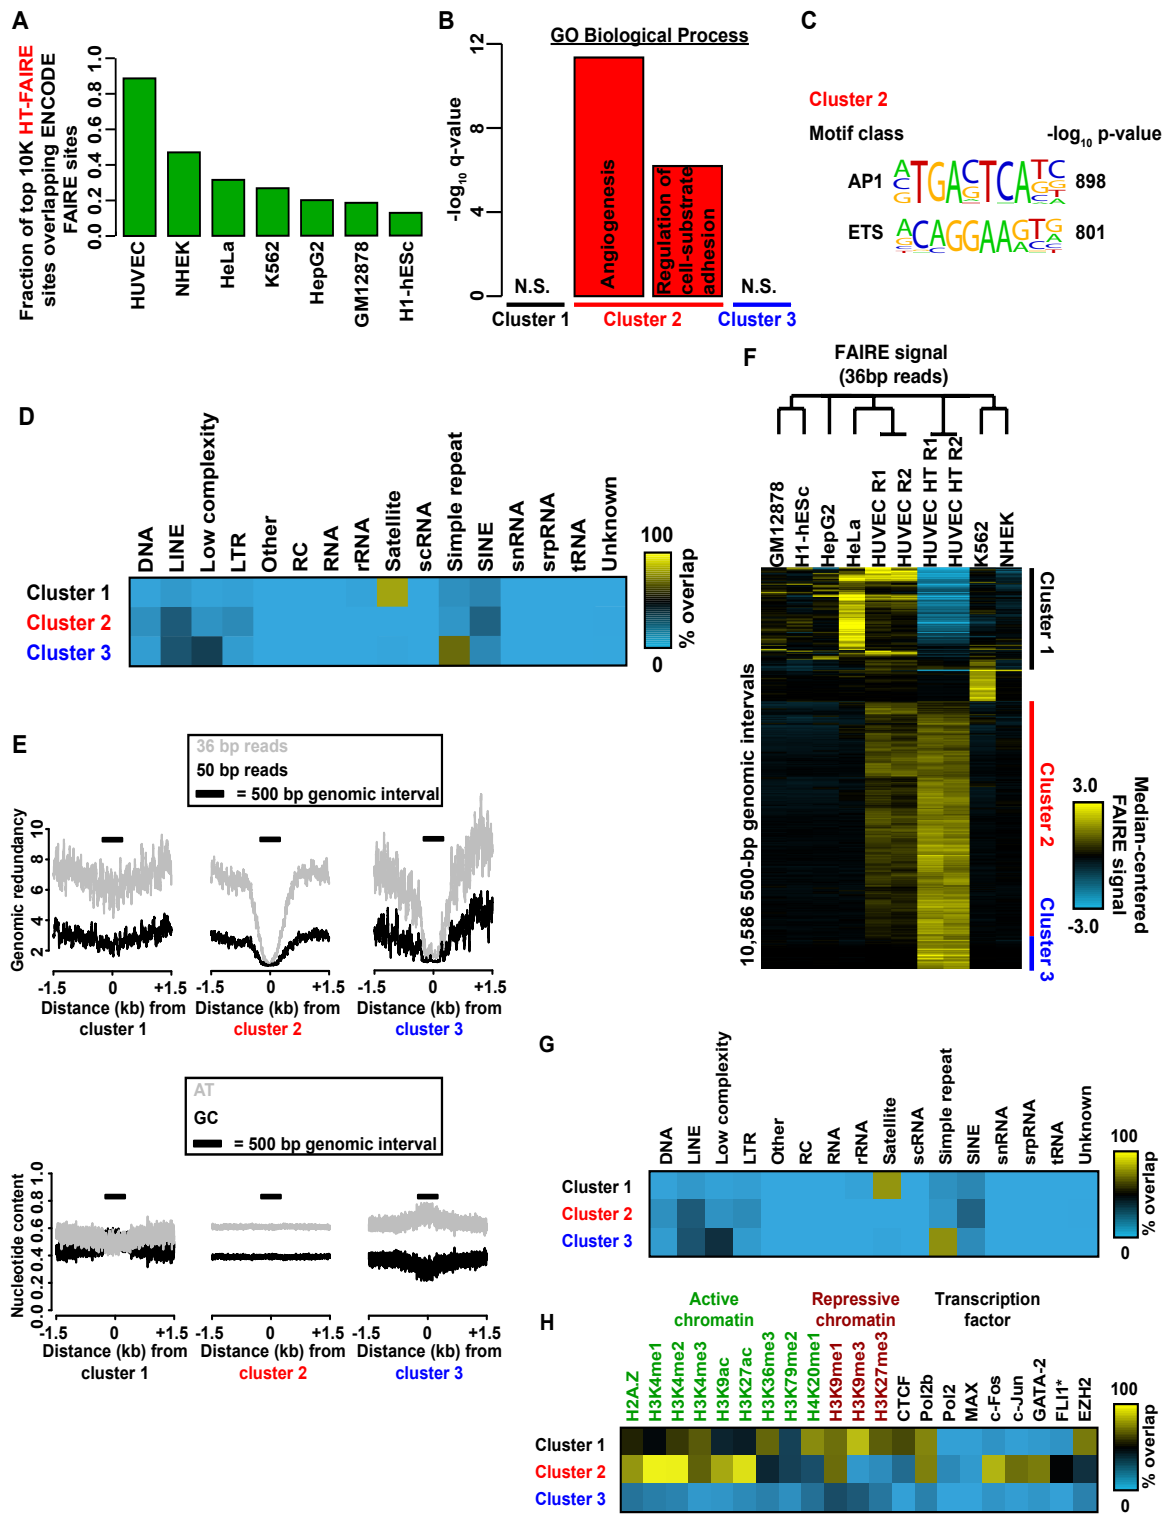 A
Fraction of top 10K HT-FAIRE
sites overlapping ENCODE
FAIRE sites
0.0 0.2 0.4 0.6 0.8 1.0
HUVEC
NHEK
HeLa
K562
HepG2
GM12878
H1-hESc
B
GO Biological Process
-log10 q-value
12
8
4
0
N.S.
Angiogenesis
Regulation of
cell-substrate
adhesion
N.S.
Cluster 1
Cluster 2
Cluster 3
C
Cluster 2
Motif class
-log10 p-value
AP1
898
ETS
801
D
DNA
LINE
Low complexity
LTR
Other
RC
RNA
rRNA
Satellite
scRNA
Simple repeat
SINE
snRNA
srpRNA
tRNA
Unknown
Cluster 1
Cluster 2
Cluster 3
100
0
% overlap
E
36 bp reads
50 bp reads
= 500 bp genomic interval
Genomic redundancy
10
8
6
4
2
-1.5 0 +1.5
Distance (kb) from
cluster 1
-1.5 0 +1.5
Distance (kb) from
cluster 2
-1.5 0 +1.5
Distance (kb) from
cluster 3
AT
GC
= 500 bp genomic interval
Nucleotide content
0.0 0.2 0.4 0.6 0.8 1.0
-1.5 0 +1.5
Distance (kb) from
cluster 1
-1.5 0 +1.5
Distance (kb) from
cluster 2
-1.5 0 +1.5
Distance (kb) from
cluster 3
F
FAIRE signal
(36bp reads)
GM12878
H1-hESc
HepG2
HeLa
HUVEC R1
HUVEC R2
HUVEC HT R1
HUVEC HT R2
K562
NHEK
10,586 500-bp genomic intervals
Cluster 1
Cluster 2
Cluster 3
3.0
-3.0
Median-centered
FAIRE signal
G
DNA
LINE
Low complexity
LTR
Other
RC
RNA
rRNA
Satellite
scRNA
Simple repeat
SINE
snRNA
srpRNA
tRNA
Unknown
Cluster 1
Cluster 2
Cluster 3
100
0
% overlap
H
Active
chromatin
Repressive
chromatin
Transcription
factor
H2A.Z
H3K4me1
H3K4me2
H3K4me3
H3K9ac
H3K27ac
H3K36me3
H3K79me2
H4K20me1
H3K9me1
H3K9me3
H3K27me3
CTCF
Pol2b
Pol2
MAX
c-Fos
c-Jun
GATA-2
FLI1*
EZH2
Cluster 1
Cluster 2
Cluster 3
100
0
% overlap